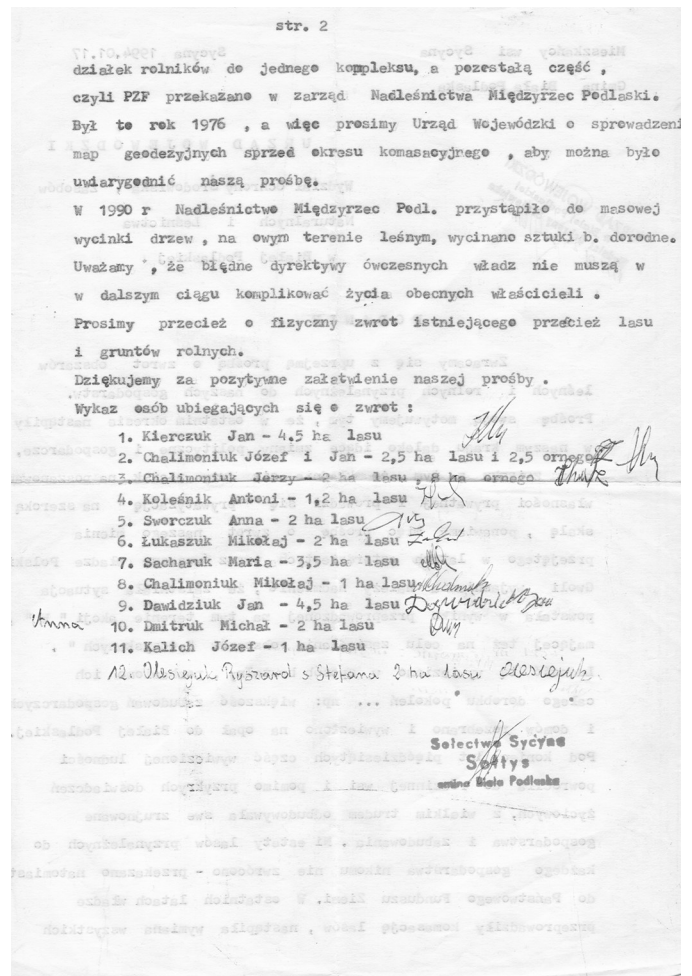 str. 2
działek rolników do jednego kompleksu, a pozostałą część ,
czyli PZF przekazano w zarząd Nadleśnictwa Międzyrzec Podlaski.
Był to rok 1976 , a więc prosimy Urząd Wojewódzki o sprowadzeni
map geodezyjnych sprzed okresu komasacyjnego , aby można było
uwiarygodnić naszą prośbę.
W 1990 r Nadleśnictwo Międzyrzec Podl. przystąpiło do masowej
wycinki drzew , na owym terenie leśnym, wycinano sztuki b. dorodne.
Uważamy , że błędne dyrektywy ówczesnych władz nie muszą w
w dalszym ciągu komplikować życia obecnych właścicieli .
Prosimy przecież o fizyczny zwrot istniejącego przecież lasu
i gruntów rolnych.
Dziękujemy za pozytywne załatwienie naszej prośby .
Wykaz osób ubiegających się o zwrot :
1. Kierczuk Jan - 4.5 ha lasu
2. Chalimoniuk Józef i Jan - 2,5 ha lasu i 2,5 ornego
3. Chalimoniuk Jerzy - 2 ha lasu, 8 ha ornego
4. Koleśnik Antoni - 1,2 ha lasu
5. Sworczuk Anna - 2 ha lasu
6. Łukaszuk Mikołaj - 2 ha lasu
7. Sacharuk Maria - 3,5 ha lasu
8. Chalimoniuk Mikołaj - 1 ha lasu
9. Dawidziuk Jan - 4,5 ha lasu Dawidziuk Jan
Anna
10. Dmitruk Michał - 2 ha lasu
11. Kalich Józef - 1 ha lasu
12. Olesiejuk Ryszard s Stefana 2 ha lasu Olesiejuk
Sołectwo Sycyna
Sołtys
gmina Biała Podlaska